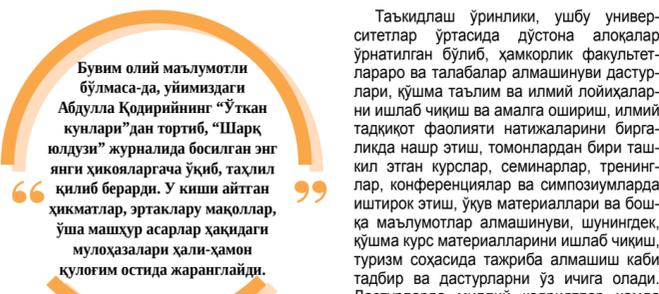 Бувим олий маълумотли
бўлмаса-да, уйимиздаги
Абдулла Қодирийнинг “Ўткан
кунлари”дан тортиб, “Шарқ
юлдузи” журналида босилган энг
янги ҳикояларгача ўқиб, таҳлил
қилиб берарди. У киши айтган
ҳикматлар, эртаклару мақоллар,
ўша машҳур асарлар ҳақидаги
мулоҳазалари ҳали-ҳамон
қулоғим остида жаранглайди.
Таъкидлаш ўринлики, ушбу универ-
ситетлар ўртасида дўстона алоқалар
ўрнатилган бўлиб, ҳамкорлик факультет-
лараро ва талабалар алмашинуви дастур-
лари, қўшма таълим ва илмий лойиҳалар-
ни ишлаб чиқиш ва амалга ошириш, илмий
тадқиқот фаолияти натижаларини бирга-
ликда нашр этиш, томонлардан бири таш-
кил этган курслар, семинарлар, тренинг-
лар, конференциялар ва симпозиумларда
иштирок этиш, ўқув материаллари ва бош-
қа маълумотлар алмашинуви, шунингдек,
қўшма курс материалларини ишлаб чиқиш,
туризм соҳасида тажриба алмашиш каби
тадбир ва дастурларни ўз ичига олади.